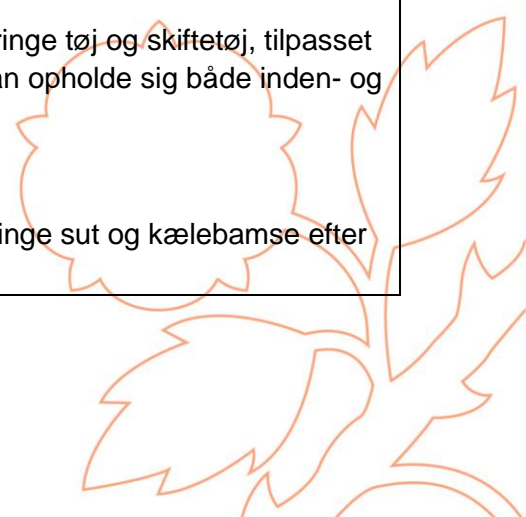 ringe tøj og skiftetøj, tilpasset
an opholde sig både inden- og
inge sut og kælebamse efter